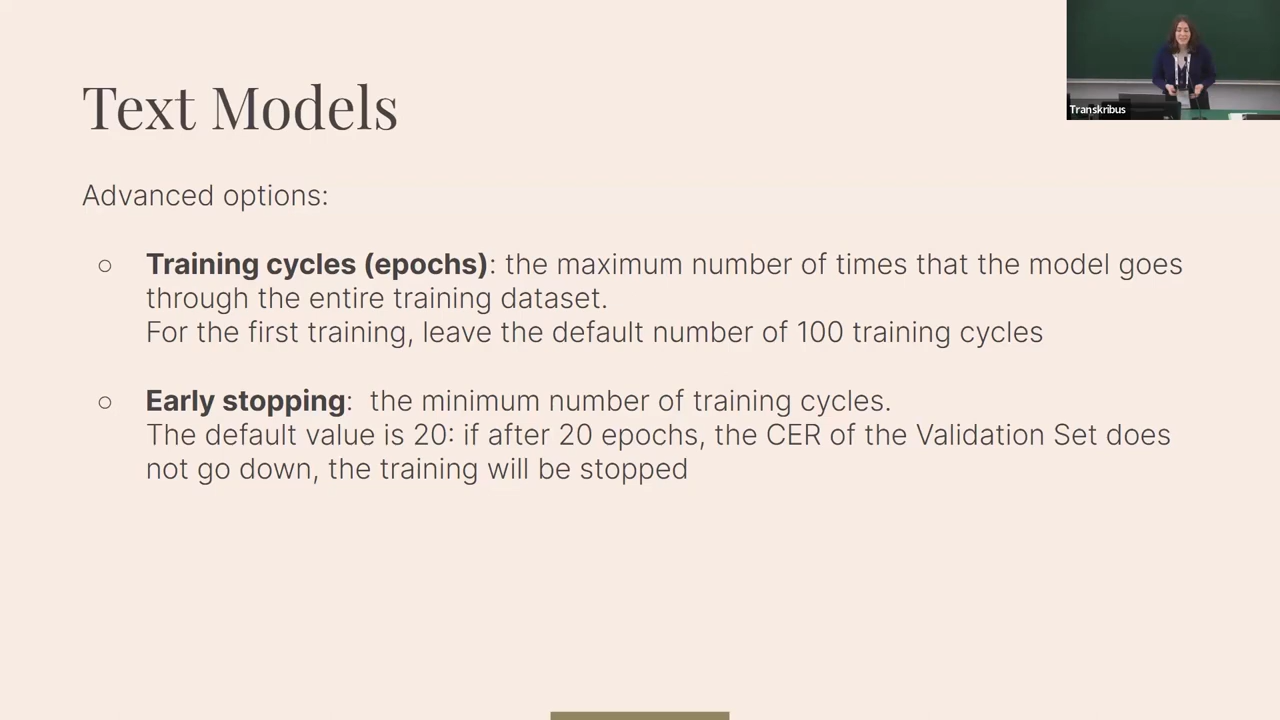 Transkribus
Text Models
Advanced options:
○ Training cycles (epochs): the maximum number of times that the model goes
through the entire training dataset.
For the first training, leave the default number of 100 training cycles
○ Early stopping:  the minimum number of training cycles.
The default value is 20: if after 20 epochs, the CER of the Validation Set does
not go down, the training will be stopped